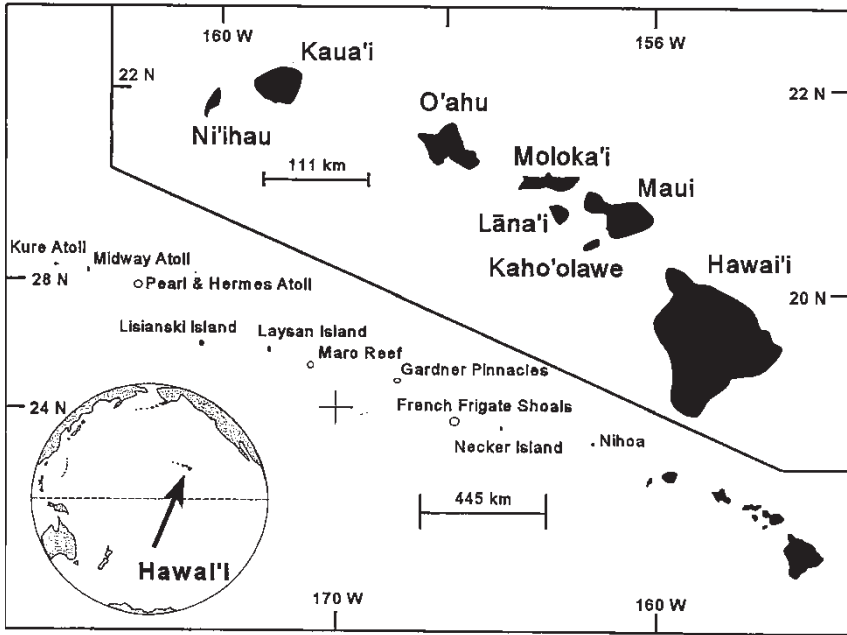 160 W
156 W
Kaua'i
22 N
22 N
O'ahu
Ni'ihau
Moloka'i
111 km
Maui
Lāna'i
Kaho'olawe
Hawai'i
20 N
Kure Atoll
Midway Atoll
28 N
Pearl & Hermes Atoll
Lisianski Island
Laysan Island
Maro Reef
Gardner Pinnacles
24 N
French Frigate Shoals
Necker Island
Nihoa
445 km
Hawai'i
170 W
160 W